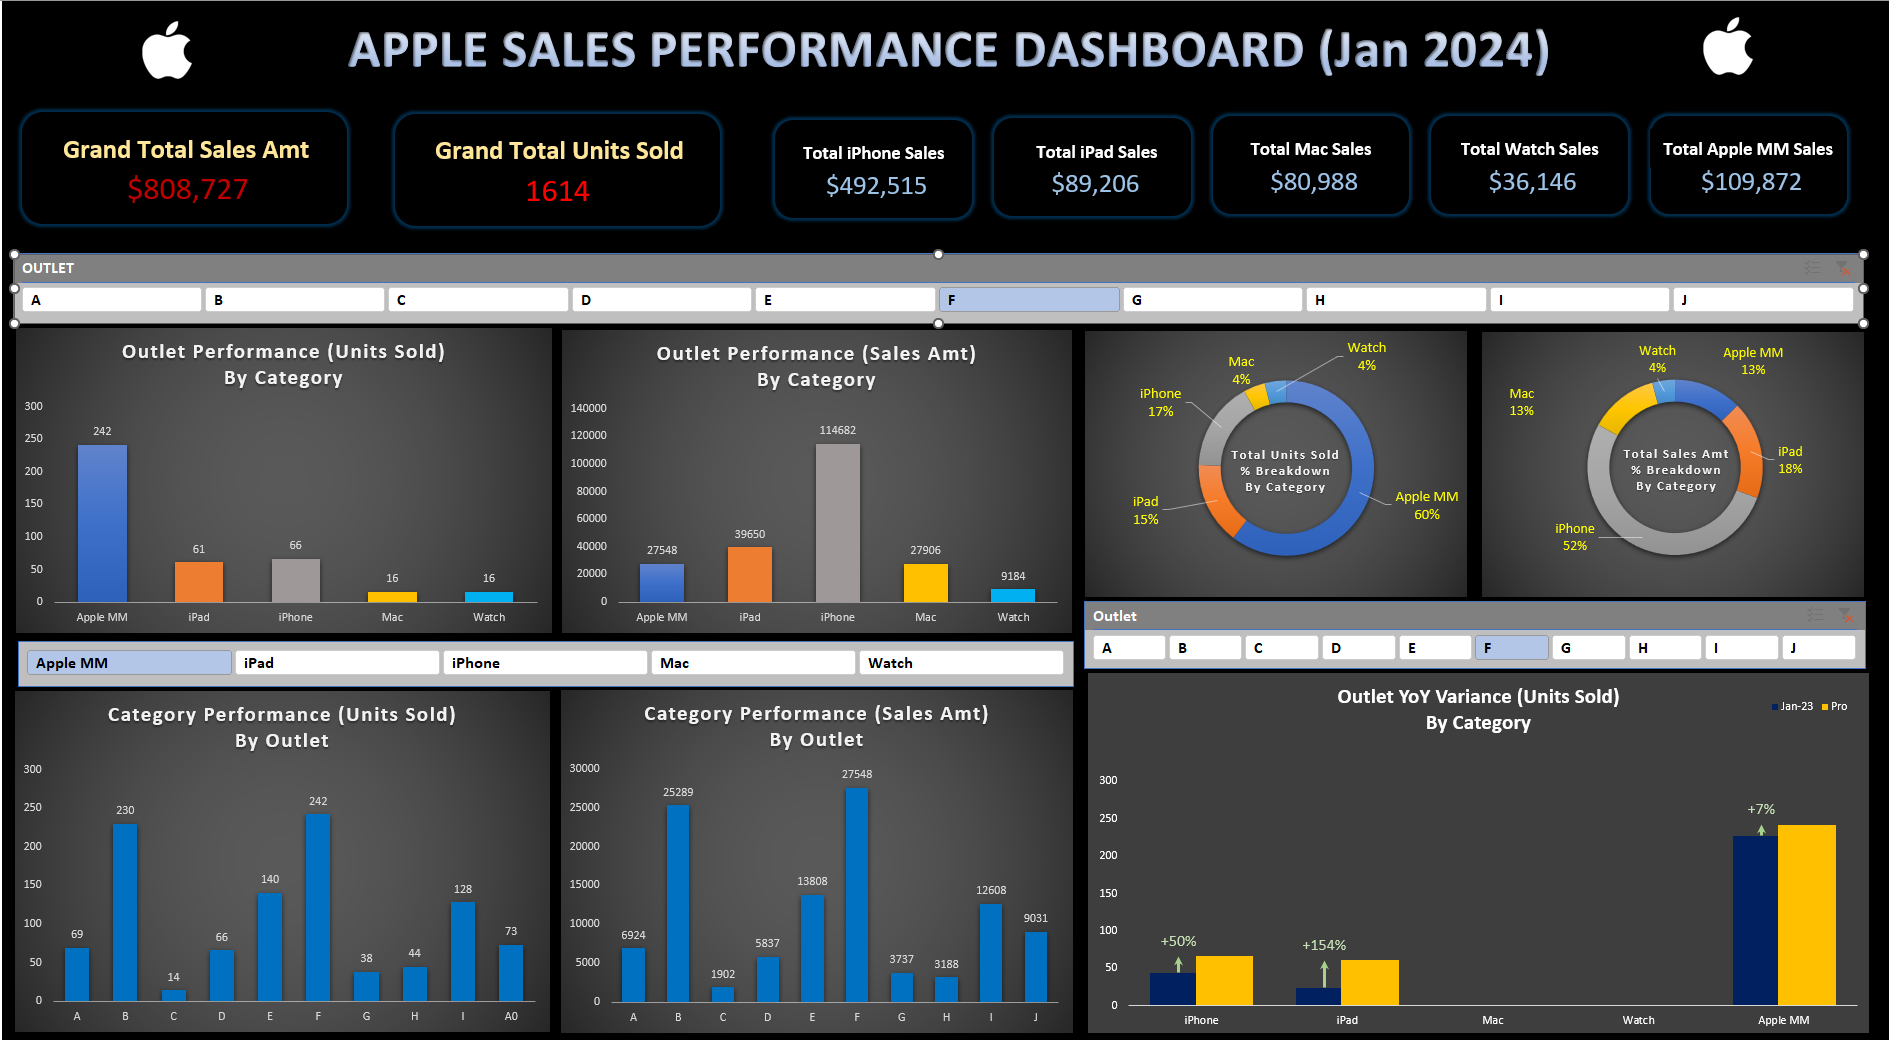 APPLE SALES PERFORMANCE DASHBOARD (Jan 2024)
Grand Total Sales Amt
$808,727
Grand Total Units Sold
1614
Total iPhone Sales
$492,515
Total iPad Sales
$89,206
Total Mac Sales
$80,988
Total Watch Sales
$36,146
Total Apple MM Sales
$109,872
OUTLET
A B C D E F G H I J
Outlet Performance (Units Sold)
By Category
300
250
200
150
100
50
0
242
61
66
16
16
Apple MM iPad iPhone Mac Watch
Outlet Performance (Sales Amt)
By Category
140000
120000
100000
80000
60000
40000
20000
0
27548
39650
114682
27906
9184
Apple MM iPad iPhone Mac Watch
Watch
4%
Mac
4%
iPhone
17%
iPad
15%
Apple MM
60%
Total Units Sold
% Breakdown
By Category
Watch
4%
Apple MM
13%
Mac
13%
iPad
18%
iPhone
52%
Total Sales Amt
% Breakdown
By Category
Apple MM iPad iPhone Mac Watch
Outlet
A B C D E F G H I J
Category Performance (Units Sold)
By Outlet
300
250
200
150
100
50
0
69
230
14
66
140
242
38
44
128
73
A B C D E F G H I A0
Category Performance (Sales Amt)
By Outlet
30000
25000
20000
15000
10000
5000
0
6924
25289
1902
5837
13808
27548
3737
3188
12608
9031
A B C D E F G H I J
Outlet YoY Variance (Units Sold)
By Category
Jan-23 Pro
300
250
200
150
100
50
0
+50%
+154%
+7%
iPhone iPad Mac Watch Apple MM